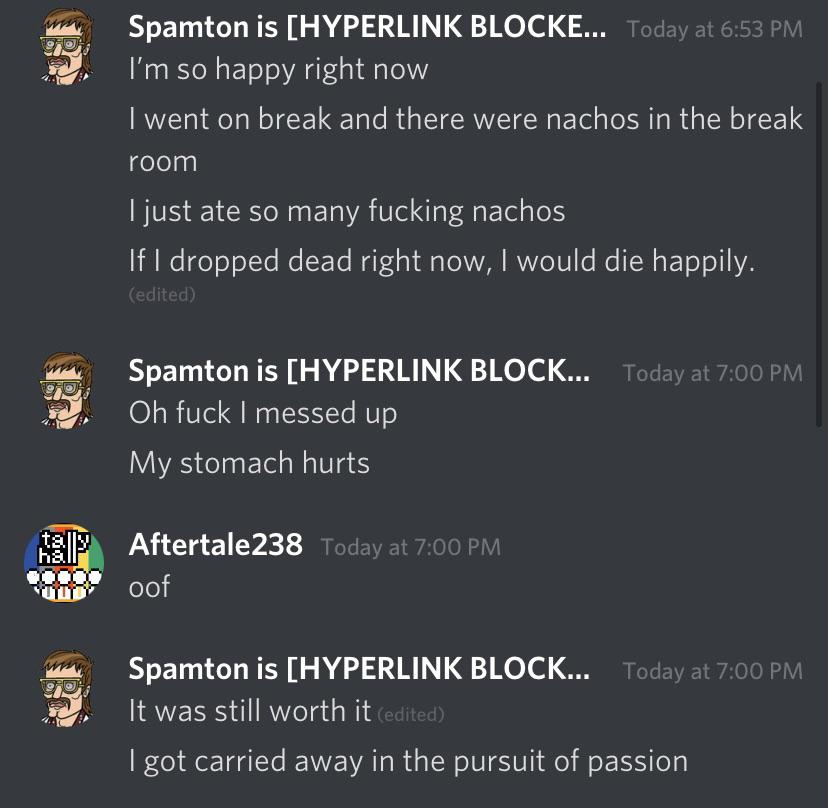 Spamton is [HYPERLINK BLOCKE... Today at 6:53 PM
I'm so happy right now
I went on break and there were nachos in the break
room
I just ate so many fucking nachos
If I dropped dead right now, I would die happily.
(edited)
Spamton is [HYPERLINK BLOCK... Today at 7:00 PM
Oh fuck I messed up
My stomach hurts
tally
hall
Aftertale238 Today at 7:00 PM
oof
Spamton is [HYPERLINK BLOCK... Today at 7:00 PM
It was still worth it (edited)
I got carried away in the pursuit of passion